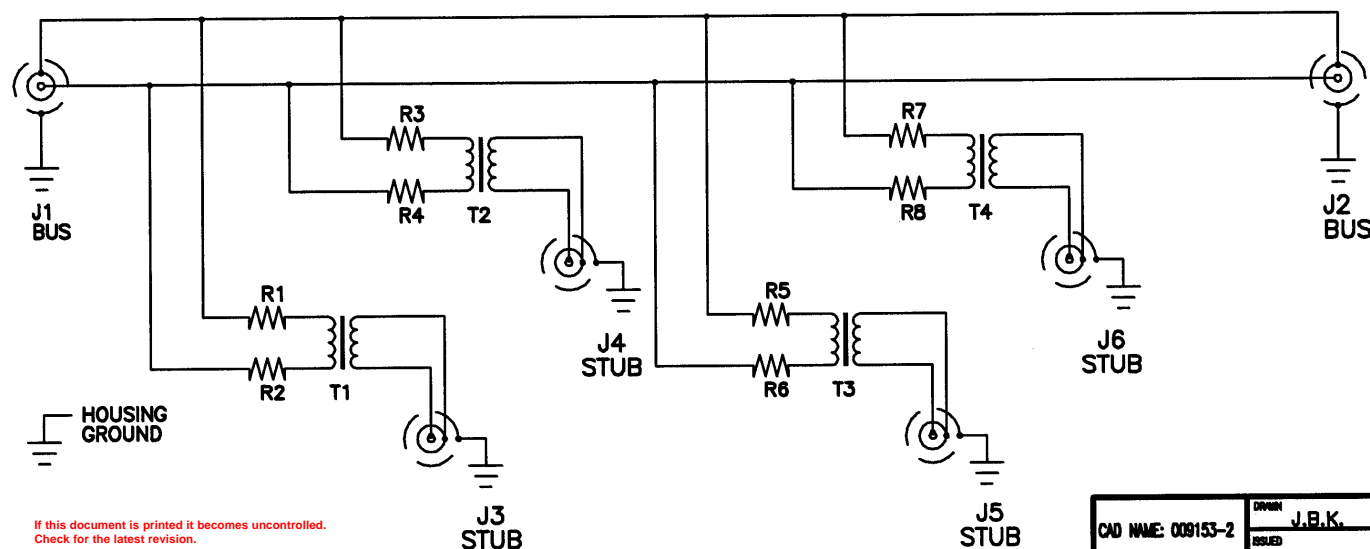 R3
R7
R4
T2
R8
T4
J1
BUS
J2
BUS
R1
R5
J4
STUB
J6
STUB
R2
T1
R6
T3
HOUSING
GROUND
J3
STUB
J5
STUB
If this document is printed it becomes uncontrolled.
Check for the latest revision.
CAD NAME: 009153-2
DRAWN
J.B.K.
ISSUED